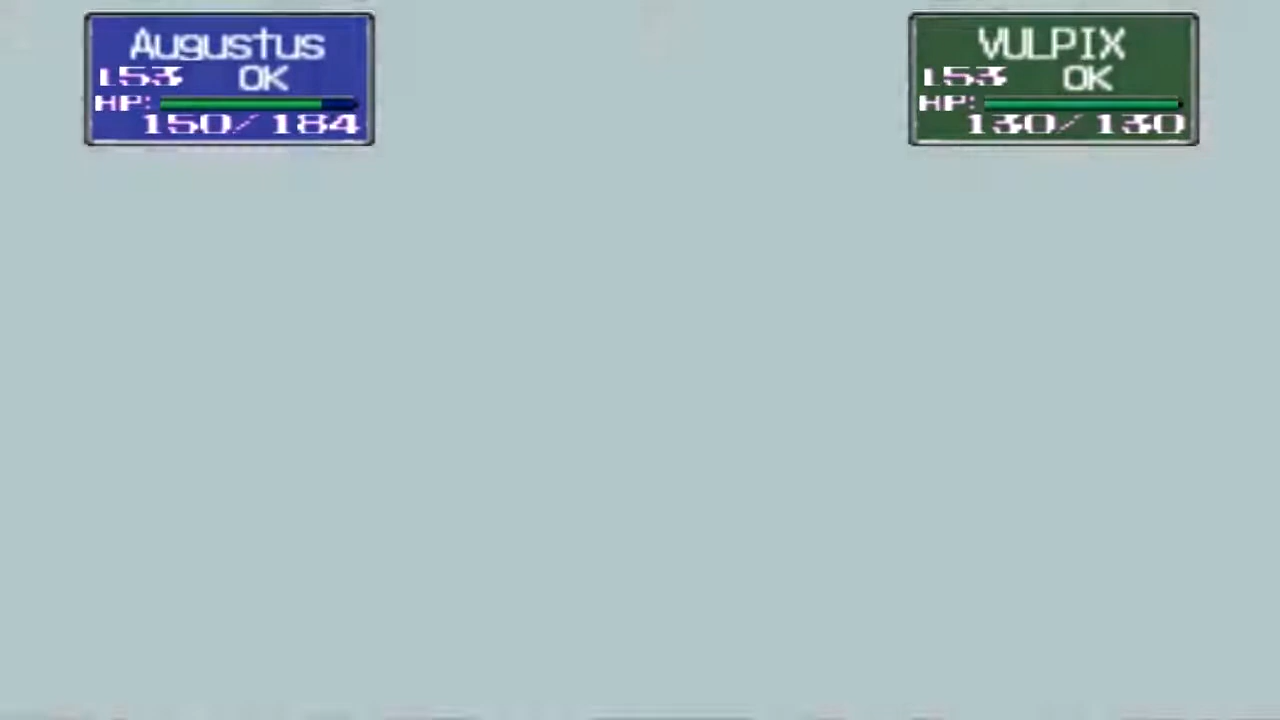 Augustus
L53 OK
HP:
150/184
VULPIX
L53 OK
HP:
130/130